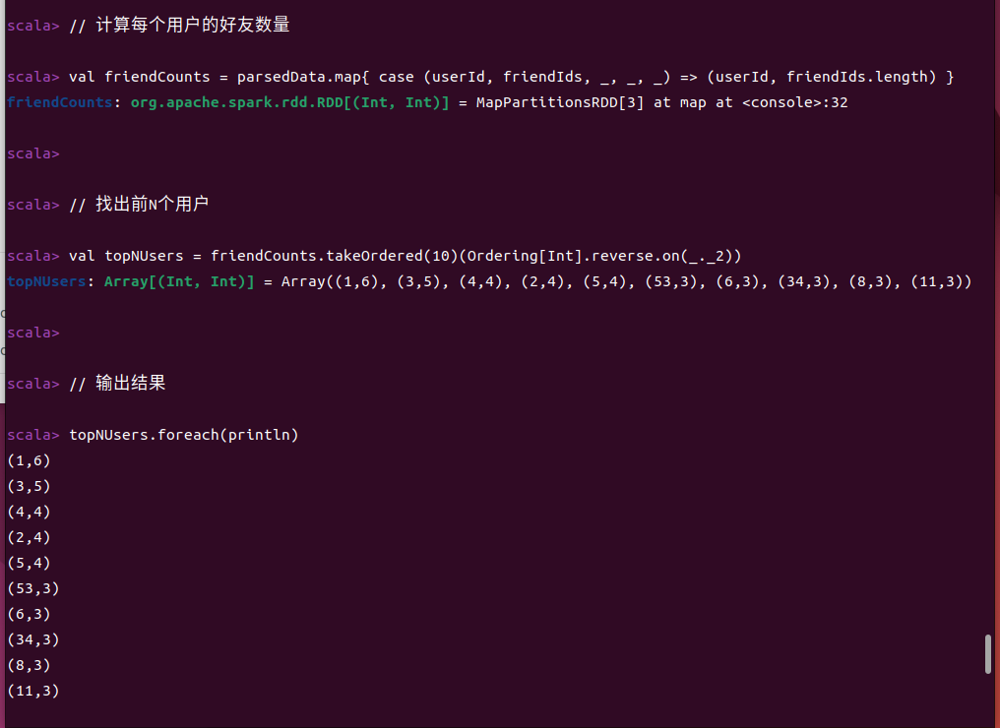 scala> // 计算每个用户的好友数量
scala> val friendCounts = parsedData.map{ case (userId, friendIds, _, _, _) => (userId, friendIds.length) }
friendCounts: org.apache.spark.rdd.RDD[(Int, Int)] = MapPartitionsRDD[3] at map at <console>:32
scala>
scala> // 找出前N个用户
scala> val topNUsers = friendCounts.takeOrdered(10)(Ordering[Int].reverse.on(_._2))
topNUsers: Array[(Int, Int)] = Array((1,6), (3,5), (4,4), (2,4), (5,4), (53,3), (6,3), (34,3), (8,3), (11,3))
scala>
scala> // 输出结果
scala> topNUsers.foreach(println)
(1,6)
(3,5)
(4,4)
(2,4)
(5,4)
(53,3)
(6,3)
(34,3)
(8,3)
(11,3)